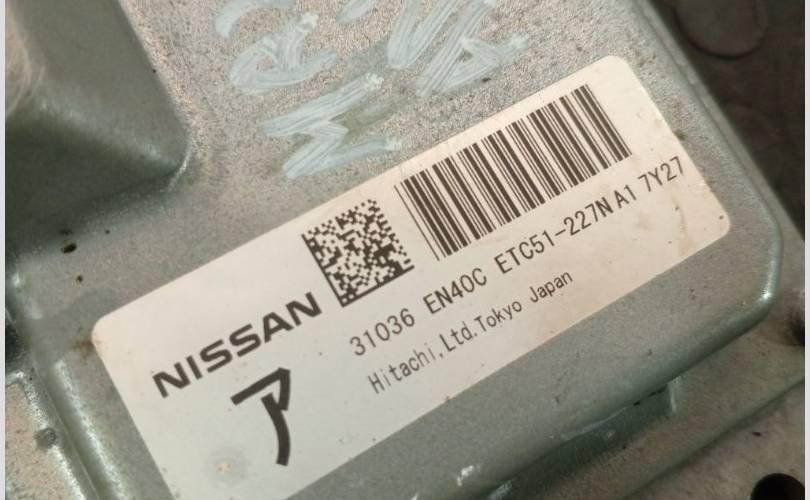 NISSAN
ア
31036 EN40C ETC51-227N A1 7Y27
Hitachi,Ltd.Tokyo Japan